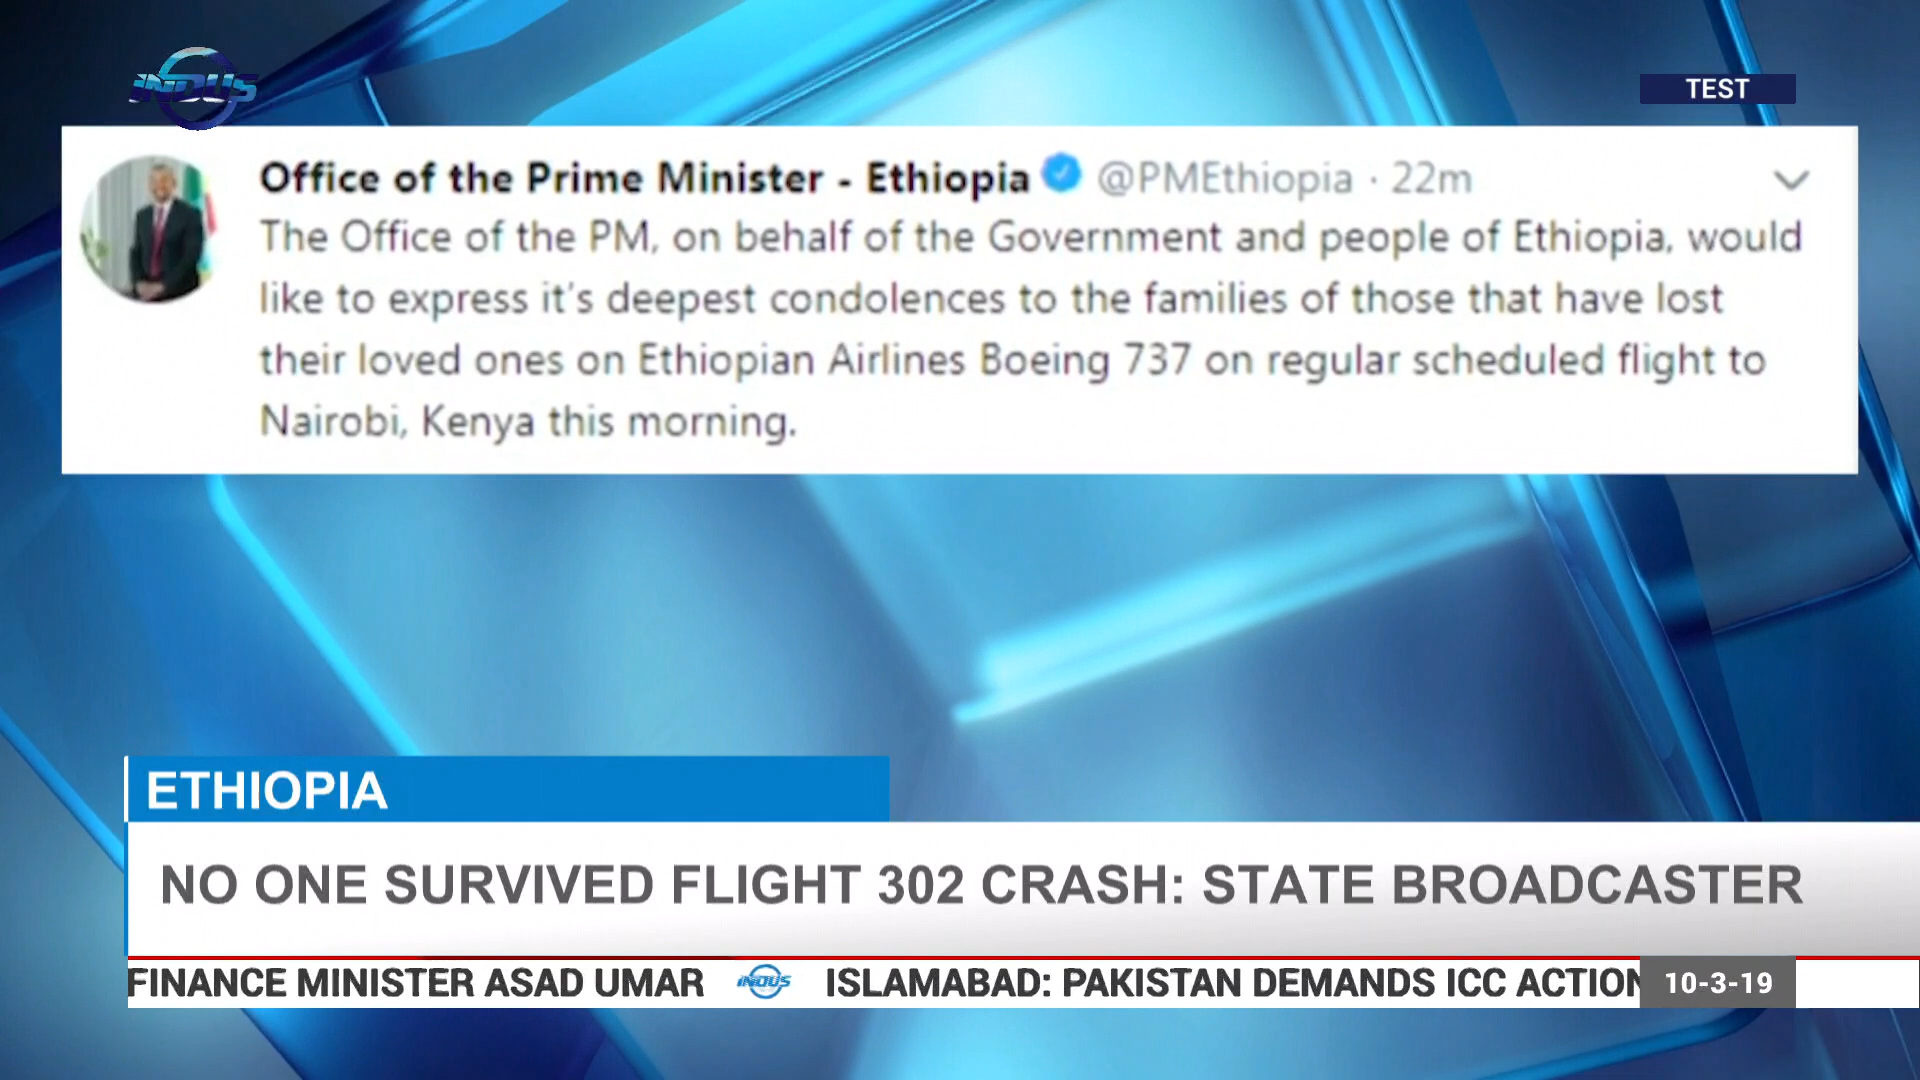 INDUS
TEST
Office of the Prime Minister - Ethiopia @PMEthiopia · 22m
The Office of the PM, on behalf of the Government and people of Ethiopia, would
like to express it's deepest condolences to the families of those that have lost
their loved ones on Ethiopian Airlines Boeing 737 on regular scheduled flight to
Nairobi, Kenya this morning.
ETHIOPIA
NO ONE SURVIVED FLIGHT 302 CRASH: STATE BROADCASTER
FINANCE MINISTER ASAD UMAR INDUS ISLAMABAD: PAKISTAN DEMANDS ICC ACTION 10-3-19